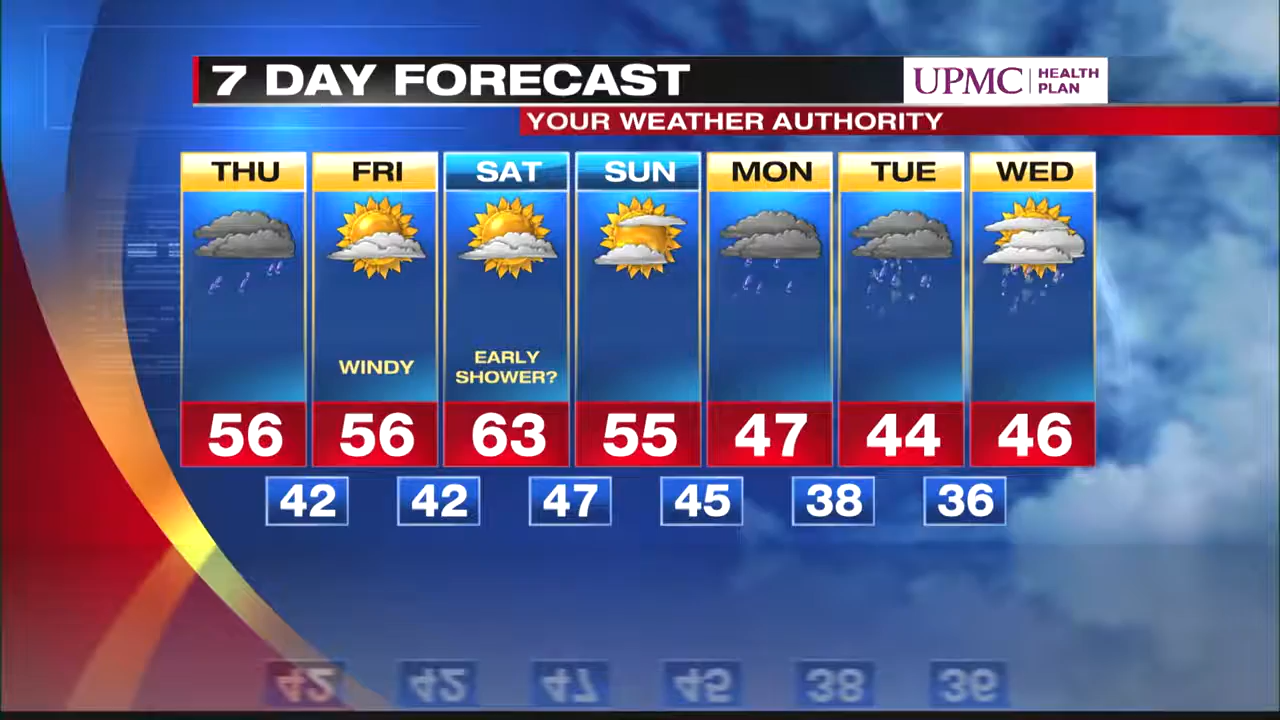 7 DAY FORECAST
UPMC HEALTH PLAN
YOUR WEATHER AUTHORITY
THU FRI SAT SUN MON TUE WED
WINDY
EARLY
SHOWER?
56 56 63 55 47 44 46
42 42 47 45 38 36